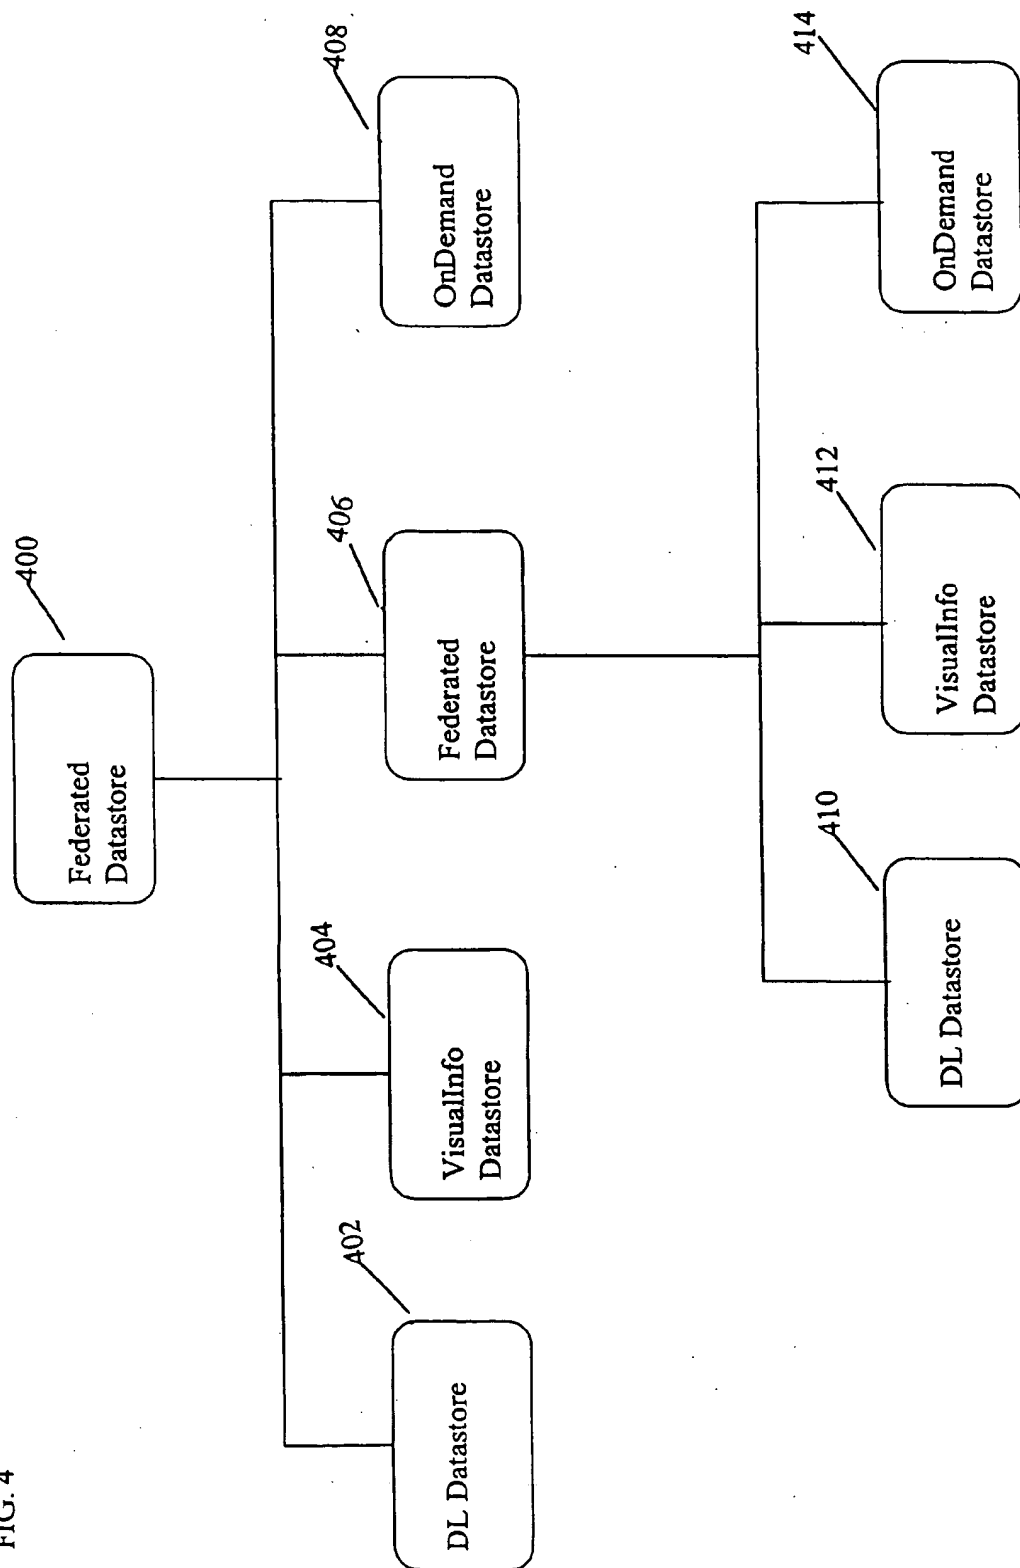 FIG. 4
400
Federated
Datastore
402
DL Datastore
404
VisualInfo
Datastore
406
Federated
Datastore
408
OnDemand
Datastore
410
DL Datastore
412
VisualInfo
Datastore
414
OnDemand
Datastore